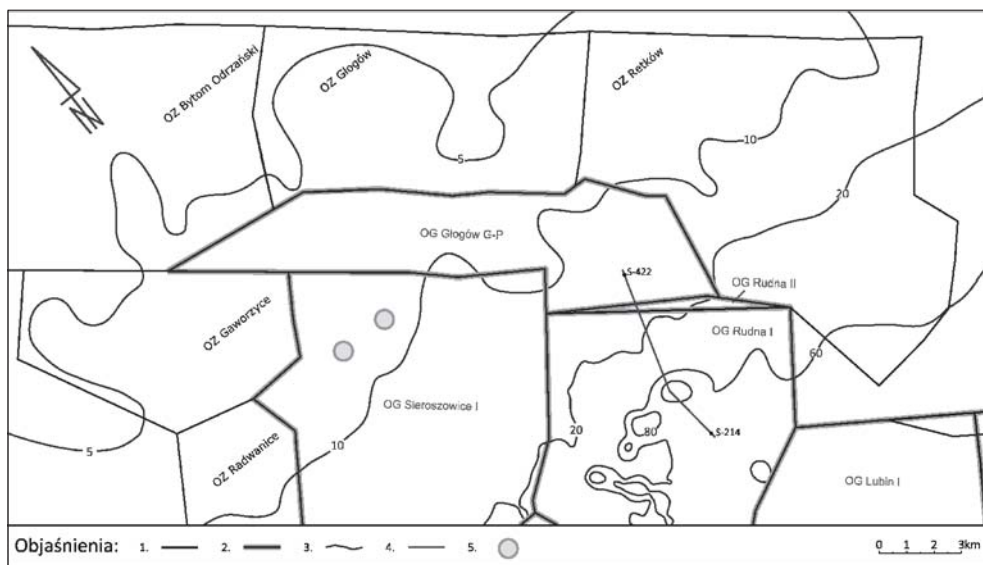 OZ Bytom Odrzański
OZ Głogów
OZ Retków
N
5
10
20
OG Głogów G-P
S-422
OG Rudna II
OG Rudna I
OZ Gaworzyce
60
OG Sieroszowice I
20
80
S-214
5
OZ Radwanice
10
OG Lubin I
Objaśnienia: 1. 2. 3. 4. 5.
0 1 2 3km